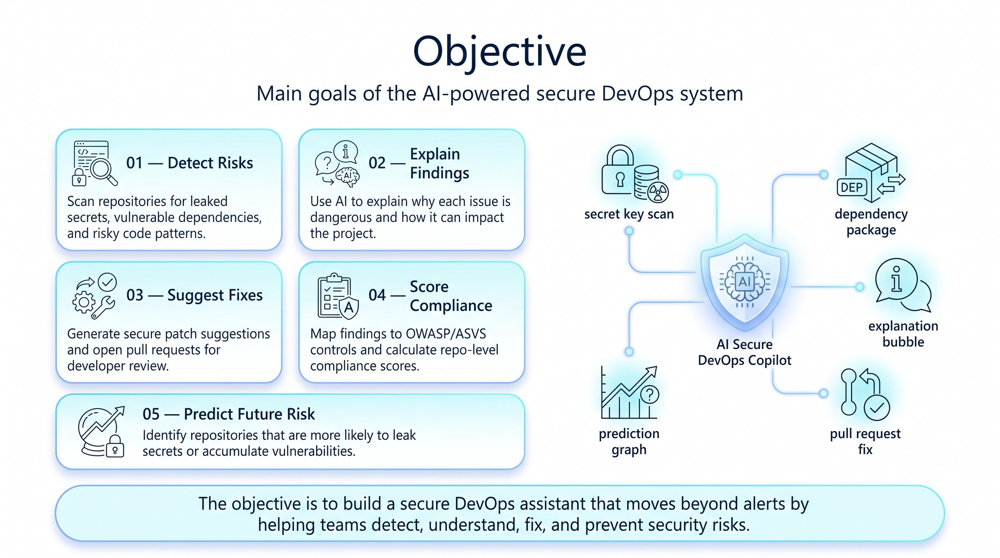 Objective
Main goals of the AI-powered secure DevOps system
01 — Detect Risks
Scan repositories for leaked
secrets, vulnerable dependencies,
and risky code patterns.
i
?
AI
02 — Explain
Findings
Use AI to explain why each issue is
dangerous and how it can impact
the project.
03 — Suggest Fixes
Generate secure patch suggestions
and open pull requests for
developer review.
A
04 — Score
Compliance
Map findings to OWASP/ASVS
controls and calculate repo-level
compliance scores.
05 — Predict Future Risk
Identify repositories that are more likely to leak
secrets or accumulate vulnerabilities.
secret key scan
DEP
dependency
package
AI
AI Secure
DevOps Copilot
i
explanation
bubble
?
prediction
graph
pull request
fix
The objective is to build a secure DevOps assistant that moves beyond alerts by
helping teams detect, understand, fix, and prevent security risks.